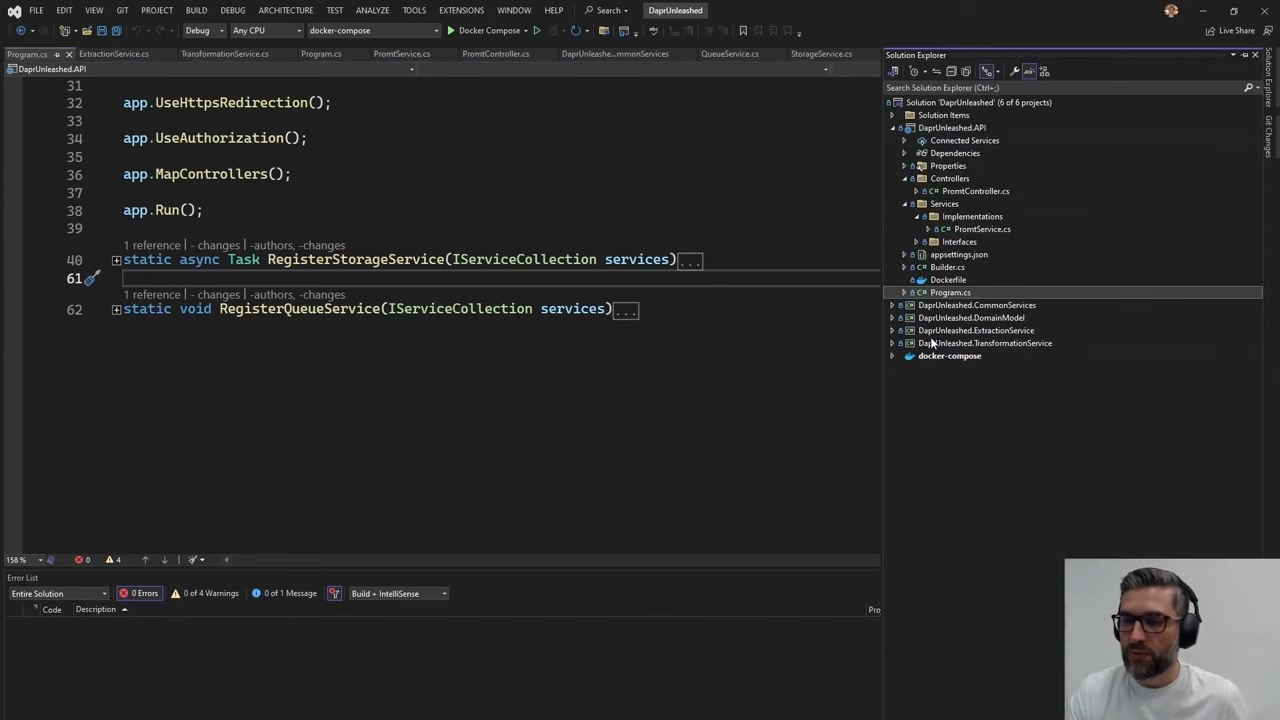 FILE EDIT VIEW GIT PROJECT BUILD DEBUG ARCHITECTURE TEST ANALYZE TOOLS EXTENSIONS WINDOW HELP Search DaprUnleashed
Debug Any CPU docker-compose Docker Compose Live Share
Program.cs ExtractionService.cs TransformationService.cs Program.cs PromtService.cs PromtController.cs DaprUnleashe...mmonServices QueueService.cs StorageService.cs
DaprUnleashed.API
31
32 app.UseHttpsRedirection();
33
34 app.UseAuthorization();
35
36 app.MapControllers();
37
38 app.Run();
39
1 reference | - changes | -authors, -changes
40 static async Task RegisterStorageService(IServiceCollection services)...
61
1 reference | - changes | -authors, -changes
62 static void RegisterQueueService(IServiceCollection services)...
158 % 0 4
Error List
Entire Solution 0 Errors 0 of 4 Warnings 0 of 1 Message Build + IntelliSense
Code Description Pro
Solution Explorer
Search Solution Explorer (Ctrl+;)
Solution 'DaprUnleashed' (6 of 6 projects)
Solution Items
DaprUnleashed.API
Connected Services
Dependencies
Properties
Controllers
PromtController.cs
Services
Implementations
PromtService.cs
Interfaces
appsettings.json
Builder.cs
Dockerfile
Program.cs
DaprUnleashed.CommonServices
DaprUnleashed.DomainModel
DaprUnleashed.ExtractionService
DaprUnleashed.TransformationService
docker-compose
Solution Explorer
Git Changes